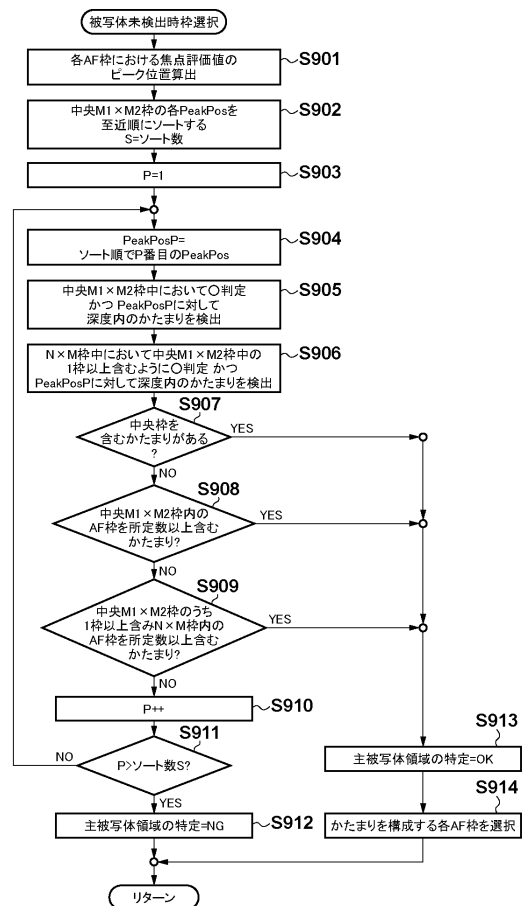 被写体未検出時枠選択
各AF枠における焦点評価値の
ピーク位置算出
S901
中央M1×M2枠の各PeakPosを
至近順にソートする
S=ソート数
S902
P=1
S903
PeakPosP=
ソート順でP番目のPeakPos
S904
中央M1×M2枠中において〇判定
かつ PeakPosPに対して
深度内のかたまりを検出
S905
N×M枠中において中央M1×M2枠中の
1枠以上含むように〇判定 かつ
PeakPosPに対して深度内のかたまりを検出
S906
S907
中央枠を
含むかたまりがある
?
YES
NO
S908
中央M1×M2枠内の
AF枠を所定数以上含む
かたまり?
YES
NO
S909
中央M1×M2枠のうち
1枠以上含みN×M枠内の
AF枠を所定数以上含む
かたまり?
YES
NO
P++
S910
S911
P>ソート数S?
NO
YES
主被写体領域の特定=NG
S912
S913
主被写体領域の特定=OK
S914
かたまりを構成する各AF枠を選択
リターン